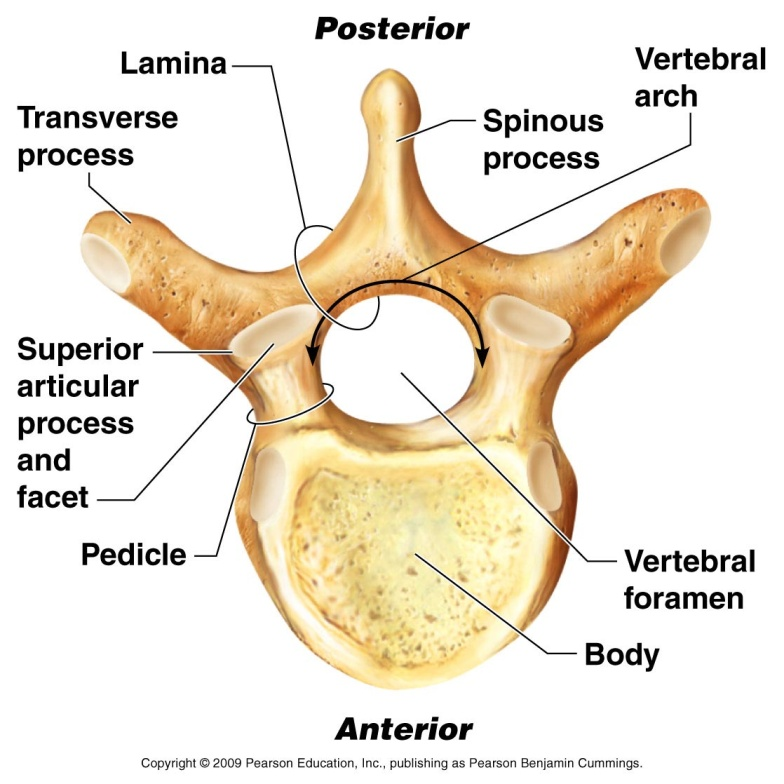 Posterior
Lamina
Vertebral
arch
Transverse
process
Spinous
process
Superior
articular
process
and
facet
Pedicle
Vertebral
foramen
Body
Anterior
Copyright © 2009 Pearson Education, Inc., publishing as Pearson Benjamin Cummings.